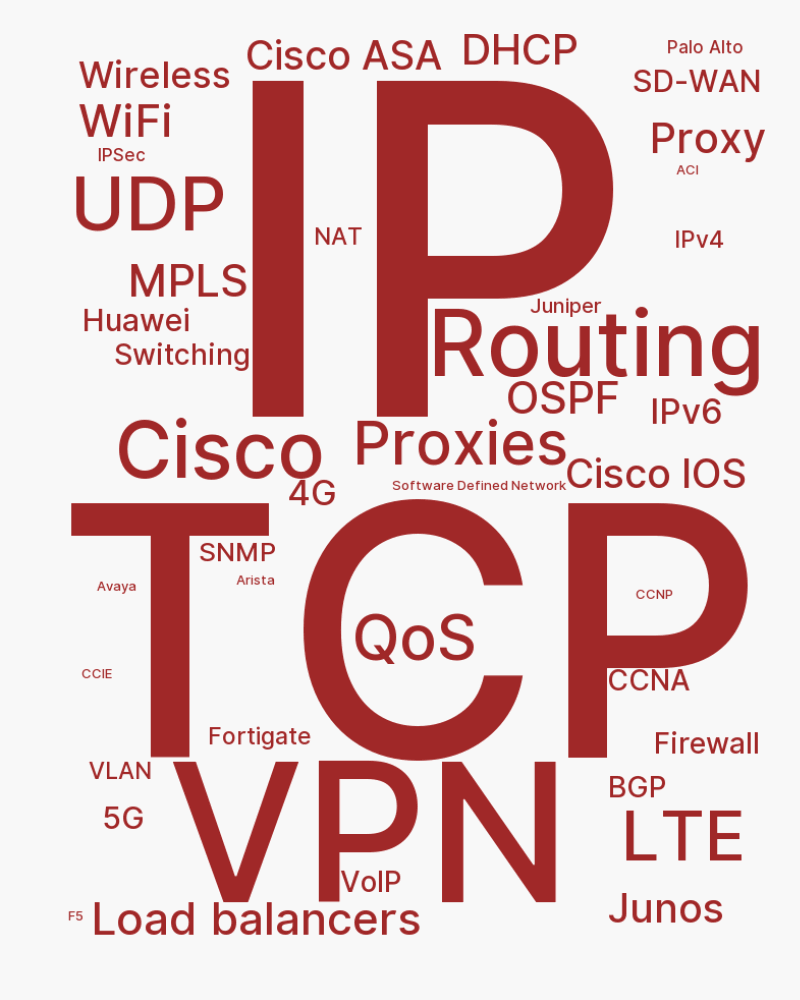 Cisco ASA
DHCP
Palo Alto
Wireless
SD-WAN
WiFi
Proxy
IPSec
ACI
UDP
IP
NAT
IPv4
MPLS
Juniper
Huawei
Routing
Switching
OSPF
IPv6
Cisco
Proxies
Cisco IOS
4G
Software Defined Network
TCP
SNMP
Arista
Avaya
CCNP
QoS
CCIE
CCNA
Fortigate
Firewall
VLAN
VPN
BGP
5G
LTE
VoIP
Junos
F5
Load balancers